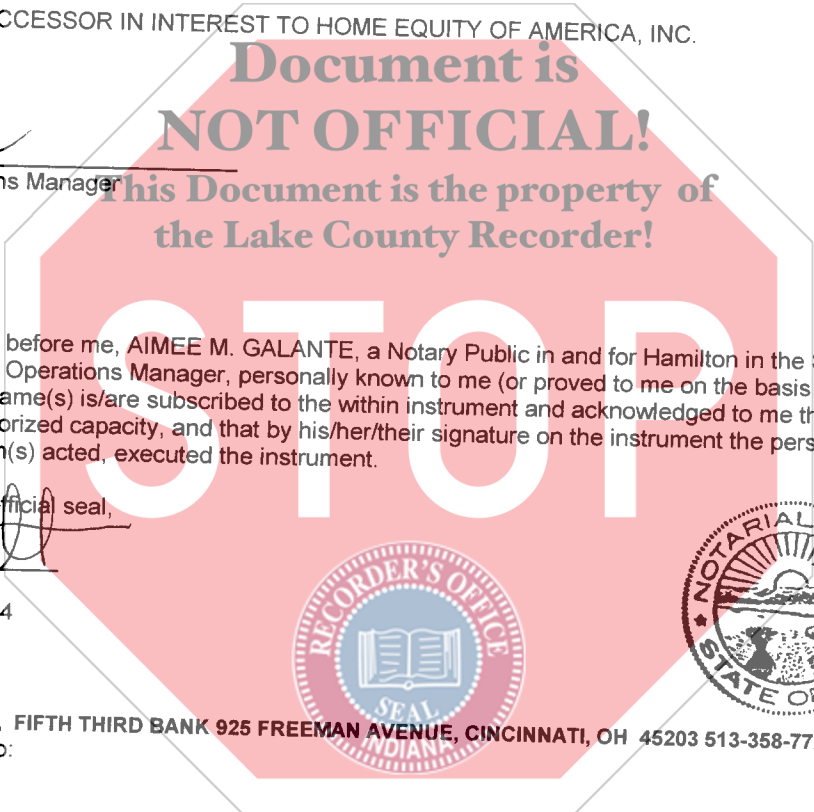 CCESSOR IN INTEREST TO HOME EQUITY OF AMERICA, INC.
Document is
NOT OFFICIAL!
ns Manager
This Document is the property of
the Lake County Recorder!
STOP
before me, AIMEE M. GALANTE, a Notary Public in and for Hamilton in the
Operations Manager, personally known to me (or proved to me on the basis
ame(s) is/are subscribed to the within instrument and acknowledged to me th
orized capacity, and that by his/her/their signature on the instrument the pers
n(s) acted, executed the instrument.
fficial seal,
4
NOTARIAL
STATE OF
RECORDER'S OFFICE
SEAL
INDIANA
FIFTH THIRD BANK 925 FREEMAN AVENUE, CINCINNATI, OH 45203 513-358-77
o: